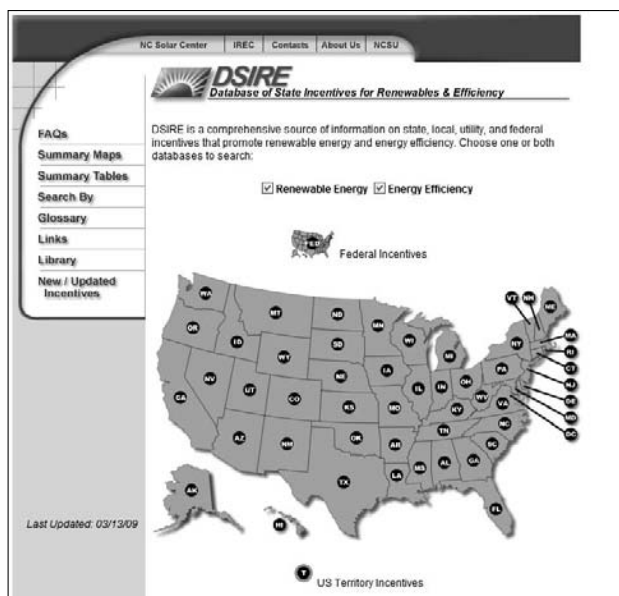 NC Solar Center IREC Contacts About Us NCSU
DSIRE
Database of State Incentives for Renewables & Efficiency
FAQs
Summary Maps
Summary Tables
Search By
Glossary
Links
Library
New / Updated
Incentives
DSIRE is a comprehensive source of information on state, local, utility, and federal
incentives that promote renewable energy and energy efficiency. Choose one or both
databases to search:
Renewable Energy Energy Efficiency
FED
Federal Incentives
WA
OR
CA
ID
NV
MT
WY
UT
AZ
CO
NM
ND
SD
NE
KS
OK
TX
MN
IA
MO
AR
LA
WI
IL
MI
IN
OH
KY
TN
MS
AL
GA
FL
SC
NC
VA
WV
PA
NY
VT
NH
ME
MA
RI
CT
NJ
DE
MD
DC
AK
HI
Last Updated: 03/13/09
T
US Territory Incentives